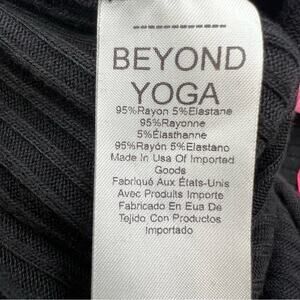 BEYOND
YOGA
95%Rayon 5%Elastane
95%Rayonne
5%Élasthanne
95%Rayón 5%Elastano
Made In Usa Of Imported
Goods
Fabriqué Aux États-Unis
Avec Produits Importe
Fabricado En Eua De
Tejido Con Productos
Importado